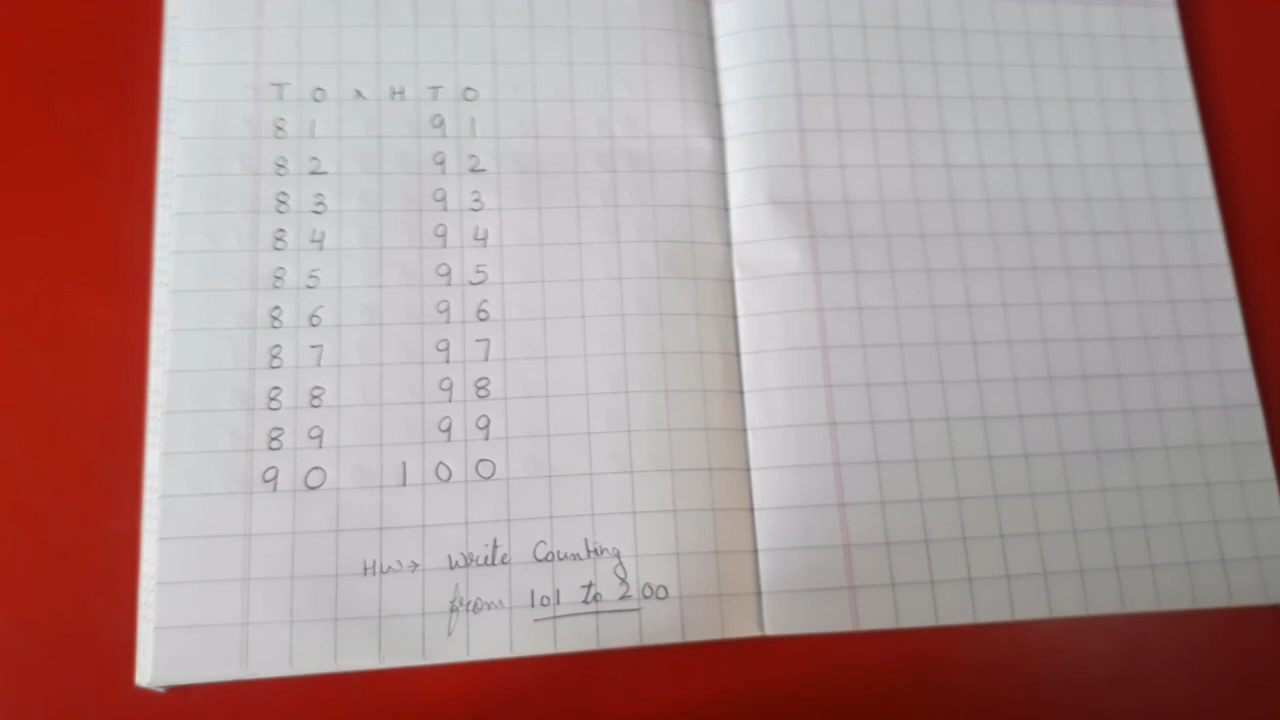 T O × H T O
8 1 9 1
8 2 9 2
8 3 9 3
8 4 9 4
8 5 9 5
8 6 9 6
8 7 9 7
8 8 9 8
8 9 9 9
9 0 1 0 0
HW→ Write Counting
from 101 to 200